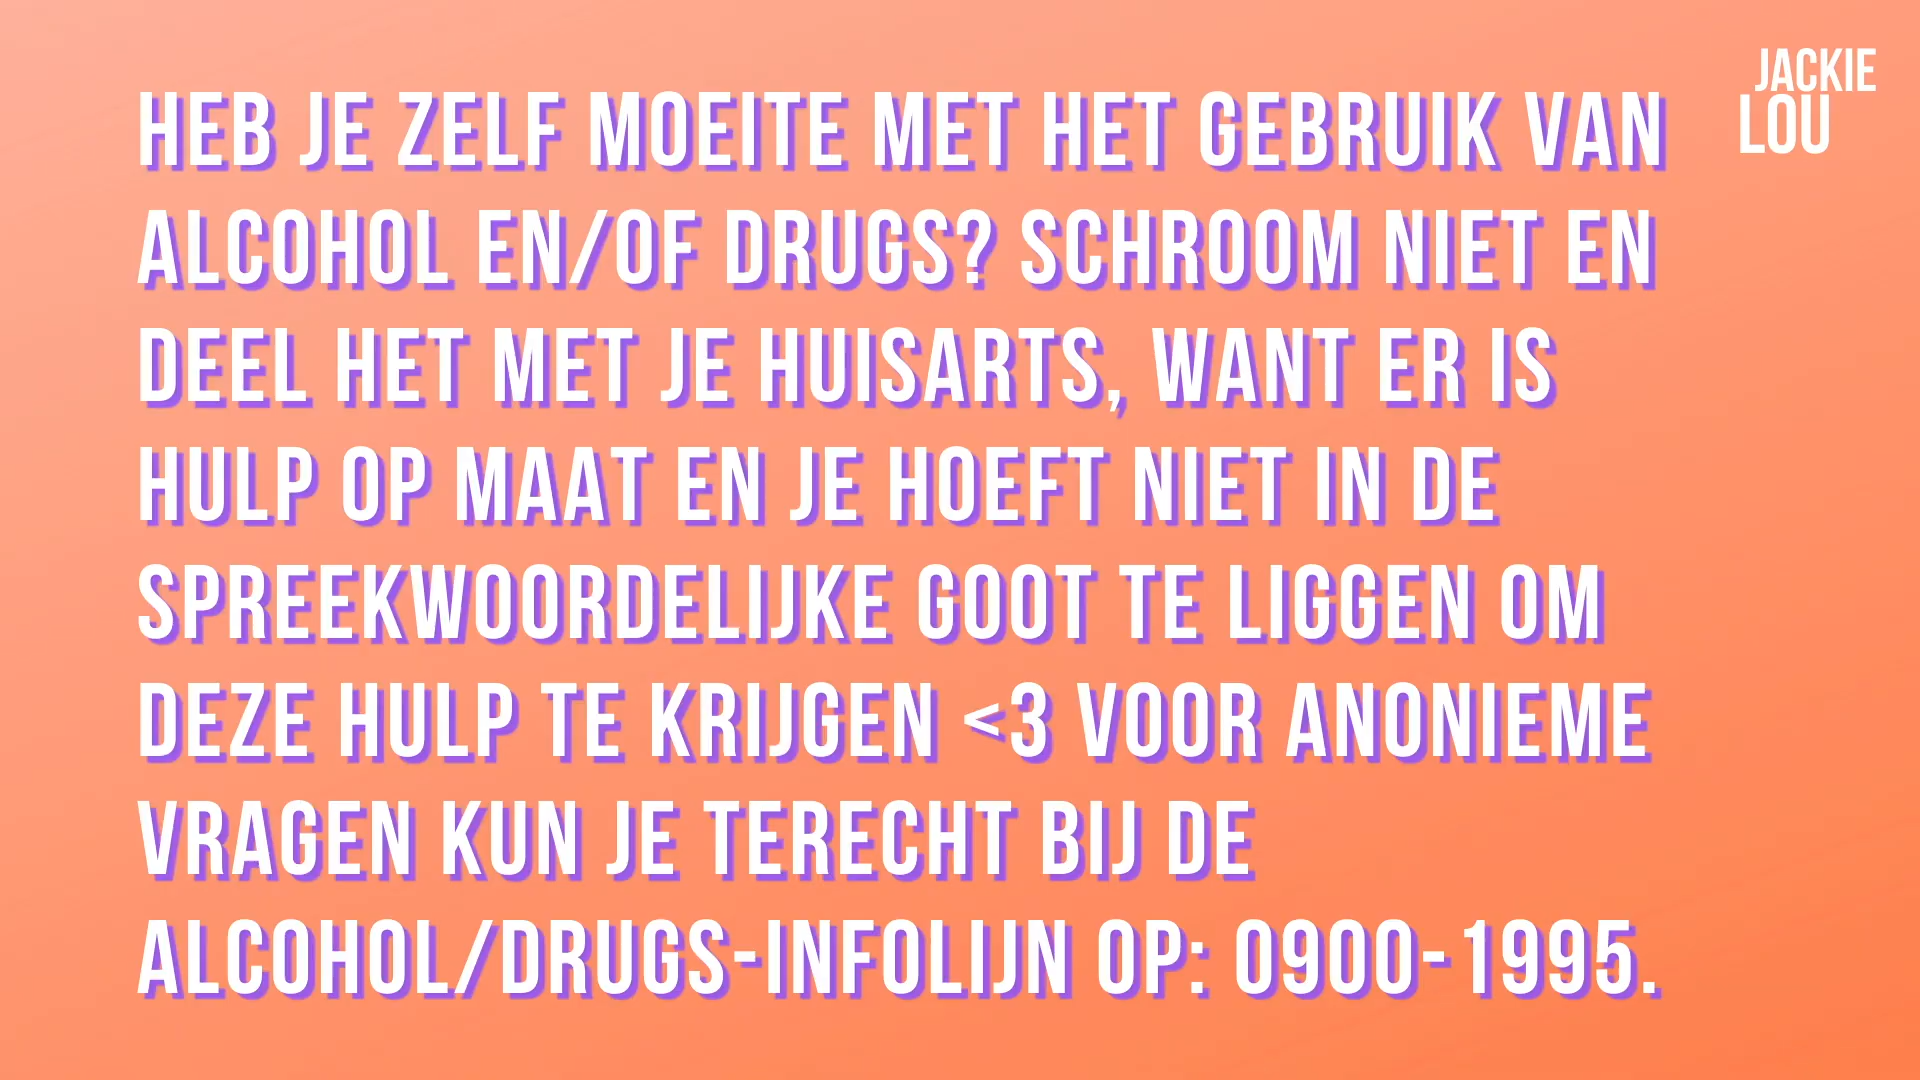 JACKIE
LOU
HEB JE ZELF MOEITE MET HET GEBRUIK VAN
ALCOHOL EN/OF DRUGS? SCHROOM NIET EN
DEEL HET MET JE HUISARTS, WANT ER IS
HULP OP MAAT EN JE HOEFT NIET IN DE
SPREEKWOORDELIJKE GOOT TE LIGGEN OM
DEZE HULP TE KRIJGEN <3 VOOR ANONIEME
VRAGEN KUN JE TERECHT BIJ DE
ALCOHOL/DRUGS-INFOLIJN OP: 0900-1995.